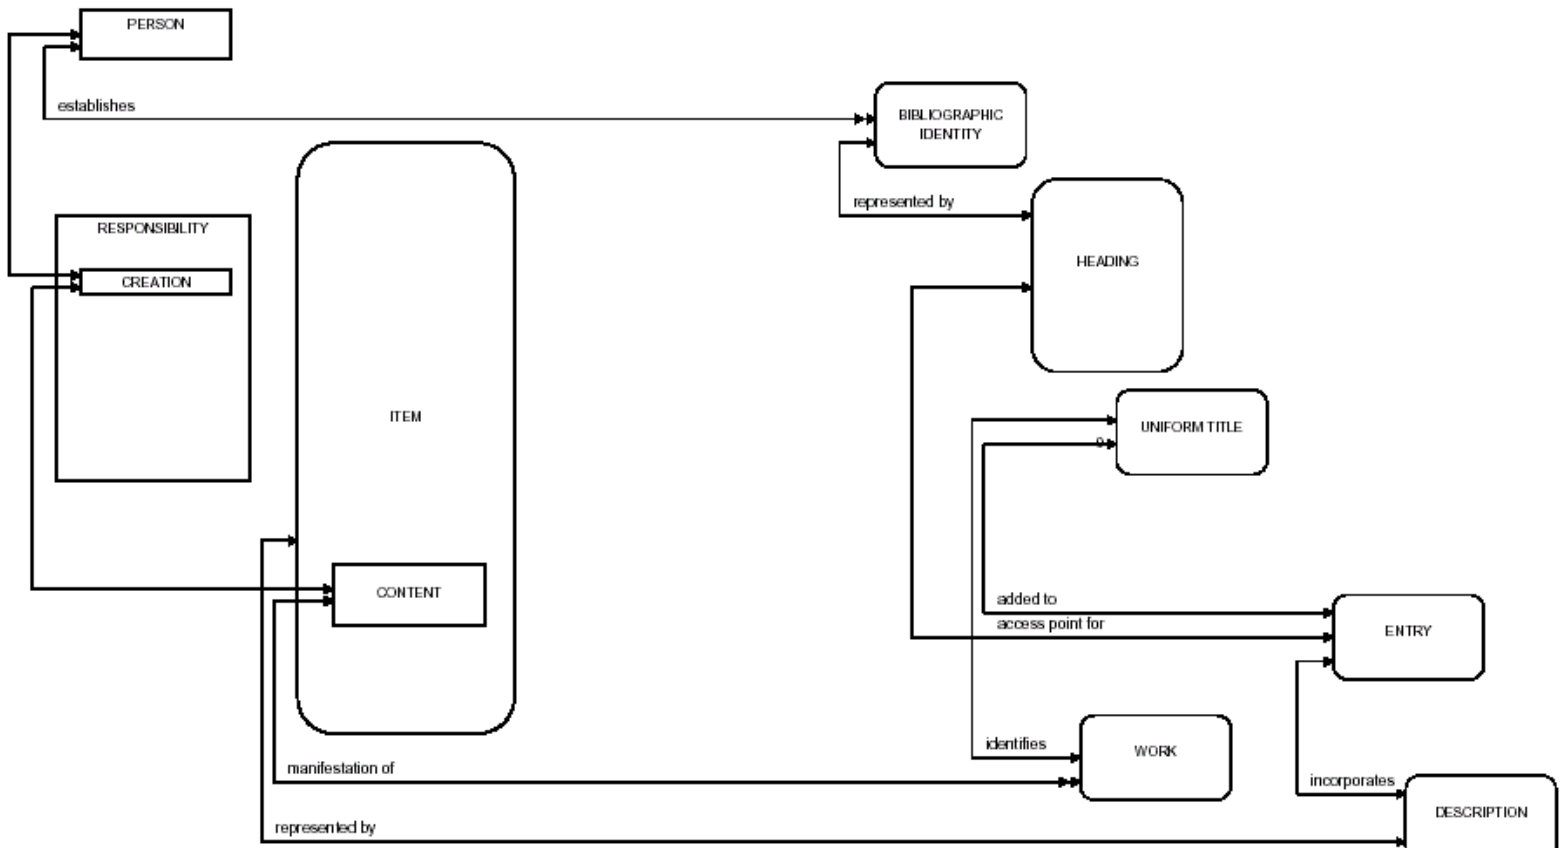 PERSON
establishes
BIBLIOGRAPHIC
IDENTITY
represented by
RESPONSIBILITY
HEADING
CREATION
ITEM
UNIFORM TITLE
CONTENT
added to
access point for
ENTRY
identifies
WORK
manifestation of
incorporates
DESCRIPTION
represented by